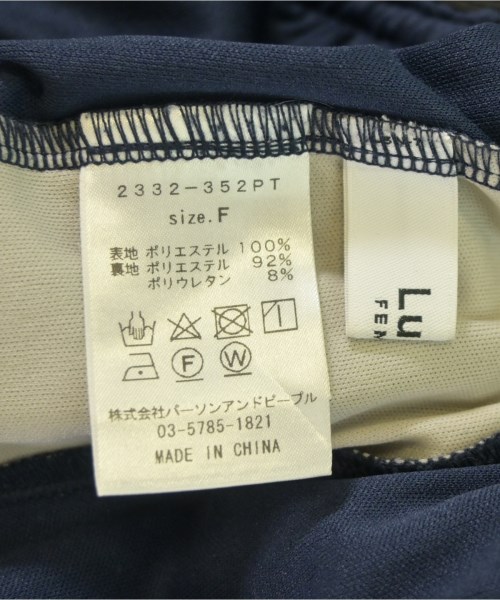 2332-352PT
size.F
表地 ポリエステル 100%
裏地 ポリエステル 92%
ポリウレタン 8%
F
W
株式会社パーソンアンドピープル
03-5785-1821
MADE IN CHINA
Lu
FEM